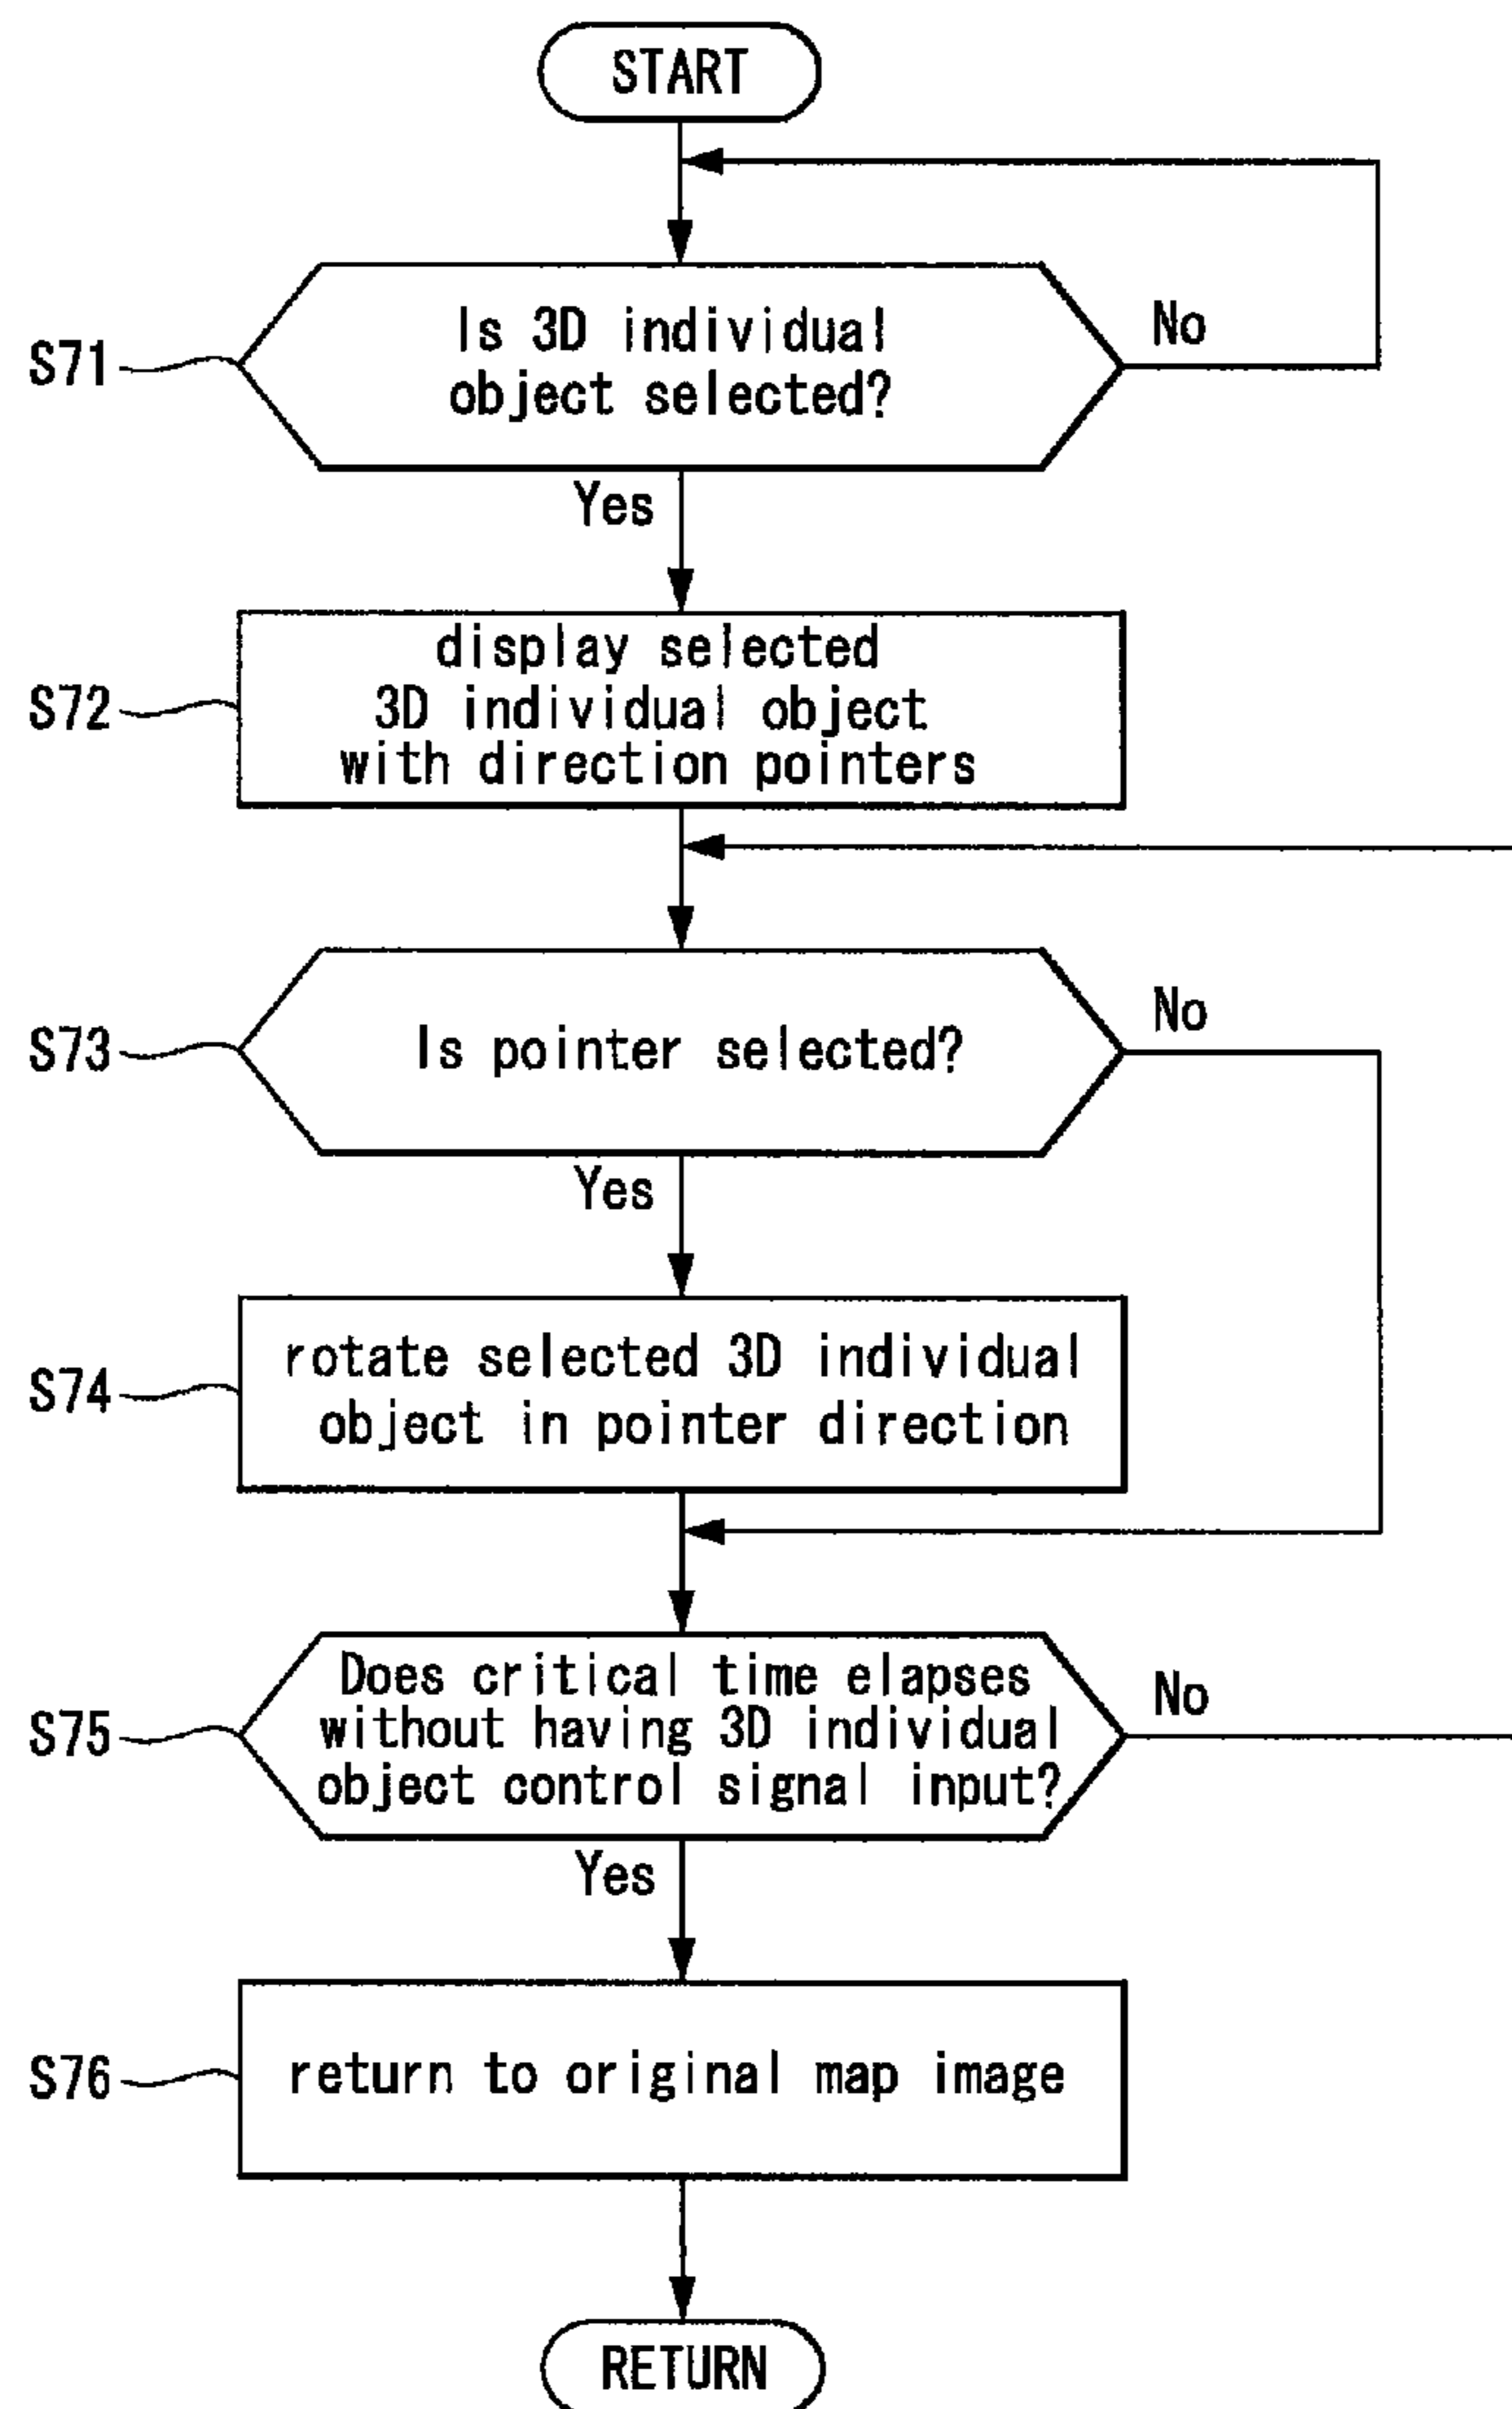 START
Is 3D individual
object selected?
No
S71
Yes
display selected
3D individual object
with direction pointers
S72
Is pointer selected?
No
S73
Yes
rotate selected 3D individual
object in pointer direction
S74
Does critical time elapses
without having 3D individual
object control signal input?
No
S75
Yes
return to original map image
S76
RETURN